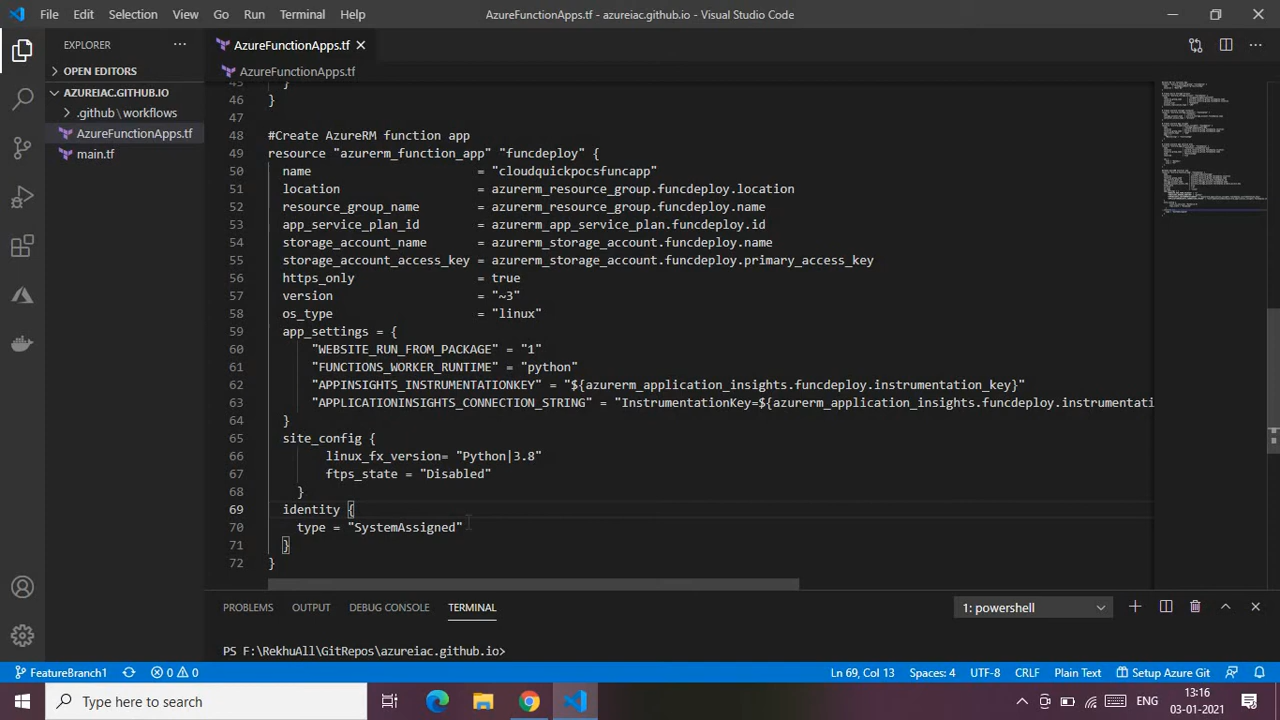 File Edit Selection View Go Run Terminal Help AzureFunctionApps.tf - azureiac.github.io - Visual Studio Code
EXPLORER
OPEN EDITORS
AZUREIAC.GITHUB.IO
.github\workflows
AzureFunctionApps.tf
main.tf
AzureFunctionApps.tf
AzureFunctionApps.tf
45 }
46 }
47
48 #Create AzureRM function app
49 resource "azurerm_function_app" "funcdeploy" {
50 name = "cloudquickpocsfuncapp"
51 location = azurerm_resource_group.funcdeploy.location
52 resource_group_name = azurerm_resource_group.funcdeploy.name
53 app_service_plan_id = azurerm_app_service_plan.funcdeploy.id
54 storage_account_name = azurerm_storage_account.funcdeploy.name
55 storage_account_access_key = azurerm_storage_account.funcdeploy.primary_access_key
56 https_only = true
57 version = "~3"
58 os_type = "linux"
59 app_settings = {
60 "WEBSITE_RUN_FROM_PACKAGE" = "1"
61 "FUNCTIONS_WORKER_RUNTIME" = "python"
62 "APPINSIGHTS_INSTRUMENTATIONKEY" = "${azurerm_application_insights.funcdeploy.instrumentation_key}"
63 "APPLICATIONINSIGHTS_CONNECTION_STRING" = "InstrumentationKey=${azurerm_application_insights.funcdeploy.instrumentati
64 }
65 site_config {
66 linux_fx_version= "Python|3.8"
67 ftps_state = "Disabled"
68 }
69 identity {
70 type = "SystemAssigned"
71 }
72 }
PROBLEMS OUTPUT DEBUG CONSOLE TERMINAL 1: powershell
PS F:\RekhuAll\GitRepos\azureiac.github.io>
FeatureBranch1 0 0 Ln 69, Col 13 Spaces: 4 UTF-8 CRLF Plain Text Setup Azure Git
Type here to search
ENG
13:16
03-01-2021